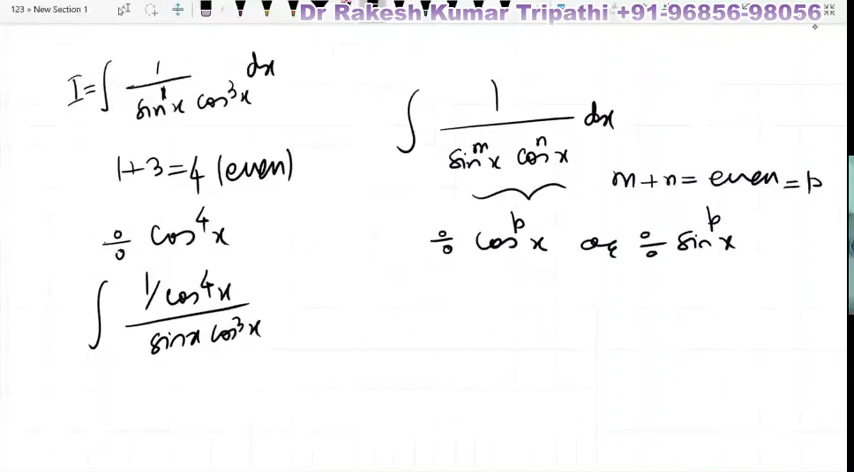 123 » New Section 1
Dr Rakesh Kumar Tripathi +91-96856-98056
I = ∫ 1 / (sin¹x cos³x) dx
1+3=4 (even)
÷ cos⁴x
∫ (1/cos⁴x) / (sinx cos³x)
∫ 1 / (sinᵐx cosⁿx) dx
m+n = even = p
÷ cosᵖx or ÷ sinᵖx